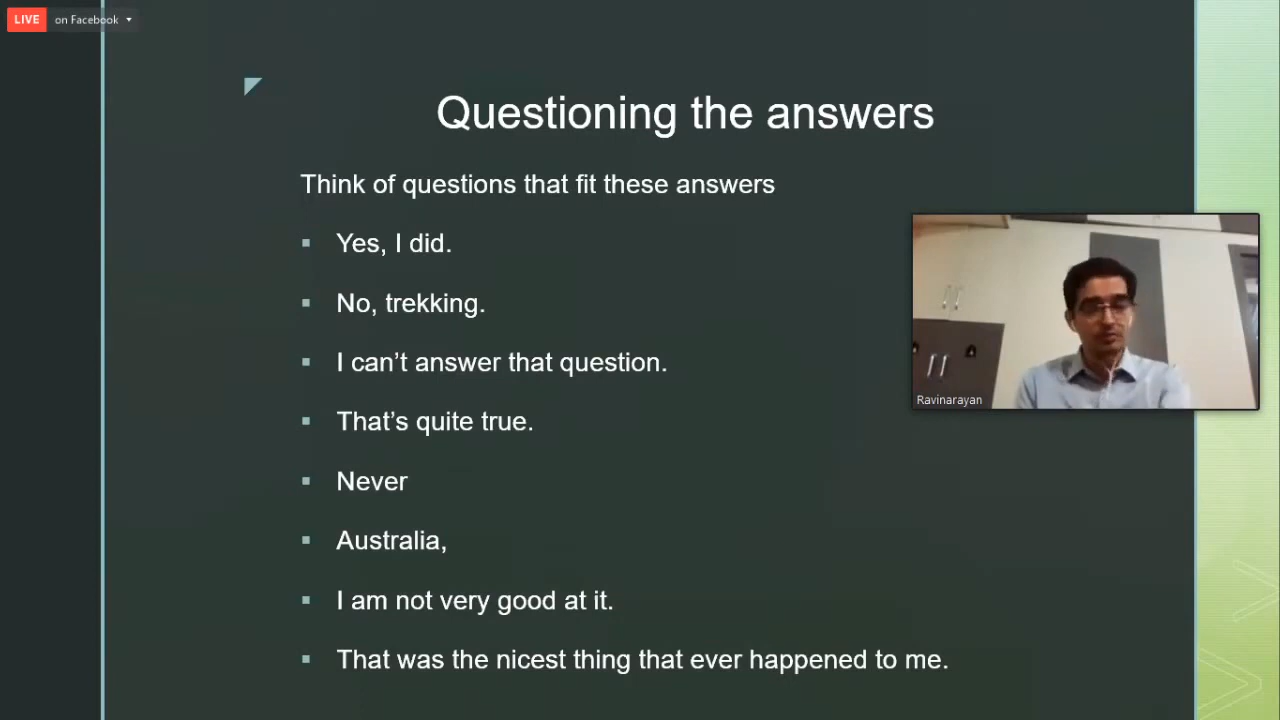 LIVE on Facebook
Questioning the answers
Think of questions that fit these answers
Yes, I did.
No, trekking.
I can’t answer that question.
That’s quite true.
Never
Australia,
I am not very good at it.
That was the nicest thing that ever happened to me.
Ravinarayan